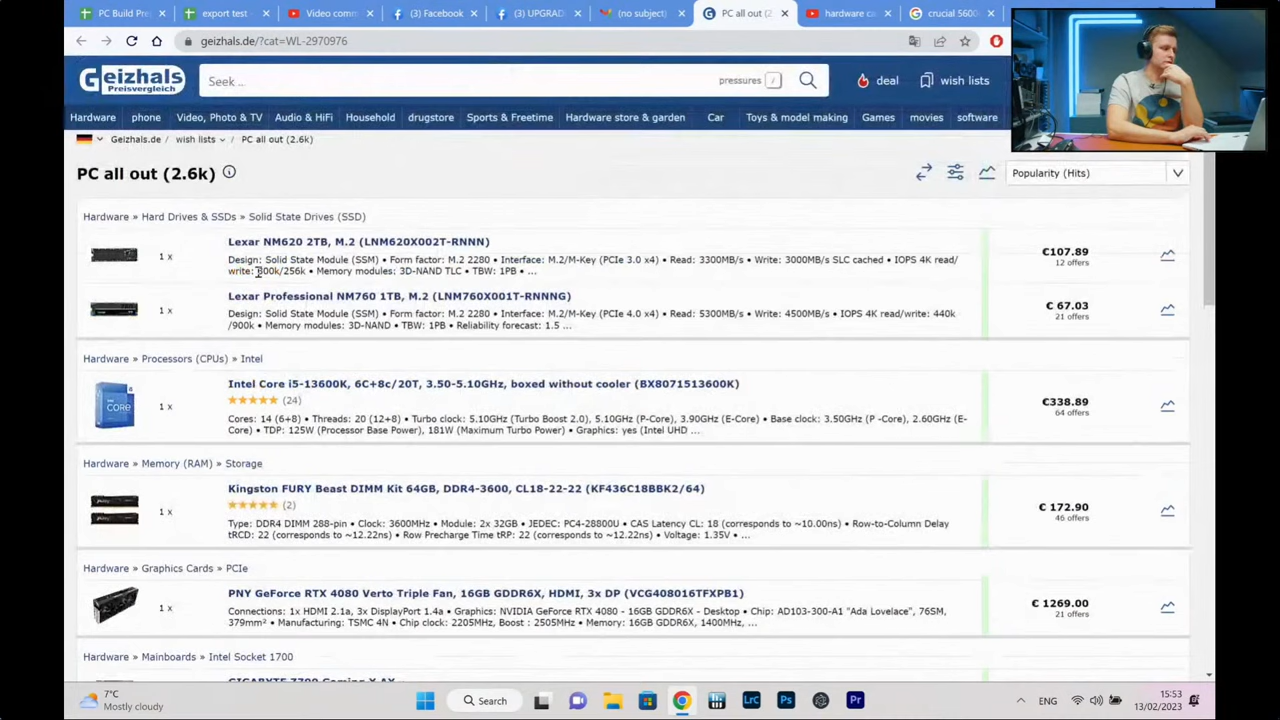 PC Build Pre
export test -
Video comm
(3) Facebook
(3) UPGRAD
(no subject)
PC all out (2
hardware ca
crucial 5600
geizhals.de/?cat=WL-2970976
Geizhals
Preisvergleich
Seek ..
pressures /
deal
wish lists
Hardware
phone
Video, Photo & TV
Audio & HiFi
Household
drugstore
Sports & Freetime
Hardware store & garden
Car
Toys & model making
Games
movies
software
Geizhals.de / wish lists / PC all out (2.6k)
PC all out (2.6k)
Popularity (Hits)
Hardware » Hard Drives & SSDs » Solid State Drives (SSD)
1 x
Lexar NM620 2TB, M.2 (LNM620X002T-RNNN)
Design: Solid State Module (SSM) • Form factor: M.2 2280 • Interface: M.2/M-Key (PCIe 3.0 x4) • Read: 3300MB/s • Write: 3000MB/s SLC cached • IOPS 4K read/
write: 300k/256k • Memory modules: 3D-NAND TLC • TBW: 1PB • ...
€107.89
12 offers
1 x
Lexar Professional NM760 1TB, M.2 (LNM760X001T-RNNNG)
Design: Solid State Module (SSM) • Form factor: M.2 2280 • Interface: M.2/M-Key (PCIe 4.0 x4) • Read: 5300MB/s • Write: 4500MB/s • IOPS 4K read/write: 440k
/900k • Memory modules: 3D-NAND • TBW: 1PB • Reliability forecast: 1.5 ...
€ 67.03
21 offers
Hardware » Processors (CPUs) » Intel
1 x
Intel Core i5-13600K, 6C+8c/20T, 3.50-5.10GHz, boxed without cooler (BX8071513600K)
(24)
Cores: 14 (6+8) • Threads: 20 (12+8) • Turbo clock: 5.10GHz (Turbo Boost 2.0), 5.10GHz (P-Core), 3.90GHz (E-Core) • Base clock: 3.50GHz (P -Core), 2.60GHz (E-
Core) • TDP: 125W (Processor Base Power), 181W (Maximum Turbo Power) • Graphics: yes (Intel UHD ...
€338.89
64 offers
Hardware » Memory (RAM) » Storage
1 x
Kingston FURY Beast DIMM Kit 64GB, DDR4-3600, CL18-22-22 (KF436C18BBK2/64)
(2)
Type: DDR4 DIMM 288-pin • Clock: 3600MHz • Module: 2x 32GB • JEDEC: PC4-28800U • CAS Latency CL: 18 (corresponds to ~10.00ns) • Row-to-Column Delay
tRCD: 22 (corresponds to ~12.22ns) • Row Precharge Time tRP: 22 (corresponds to ~12.22ns) • Voltage: 1.35V • ...
€ 172.90
46 offers
Hardware » Graphics Cards » PCIe
1 x
PNY GeForce RTX 4080 Verto Triple Fan, 16GB GDDR6X, HDMI, 3x DP (VCG408016TFXPB1)
Connections: 1x HDMI 2.1a, 3x DisplayPort 1.4a • Graphics: NVIDIA GeForce RTX 4080 - 16GB GDDR6X - Desktop • Chip: AD103-300-A1 "Ada Lovelace", 76SM,
379mm² • Manufacturing: TSMC 4N • Chip clock: 2205MHz, Boost : 2505MHz • Memory: 16GB GDDR6X, 1400MHz, ...
€ 1269.00
21 offers
Hardware » Mainboards » Intel Socket 1700
7°C
Mostly cloudy
Search
LrC
Ps
Pr
ENG
15:53
13/02/2023